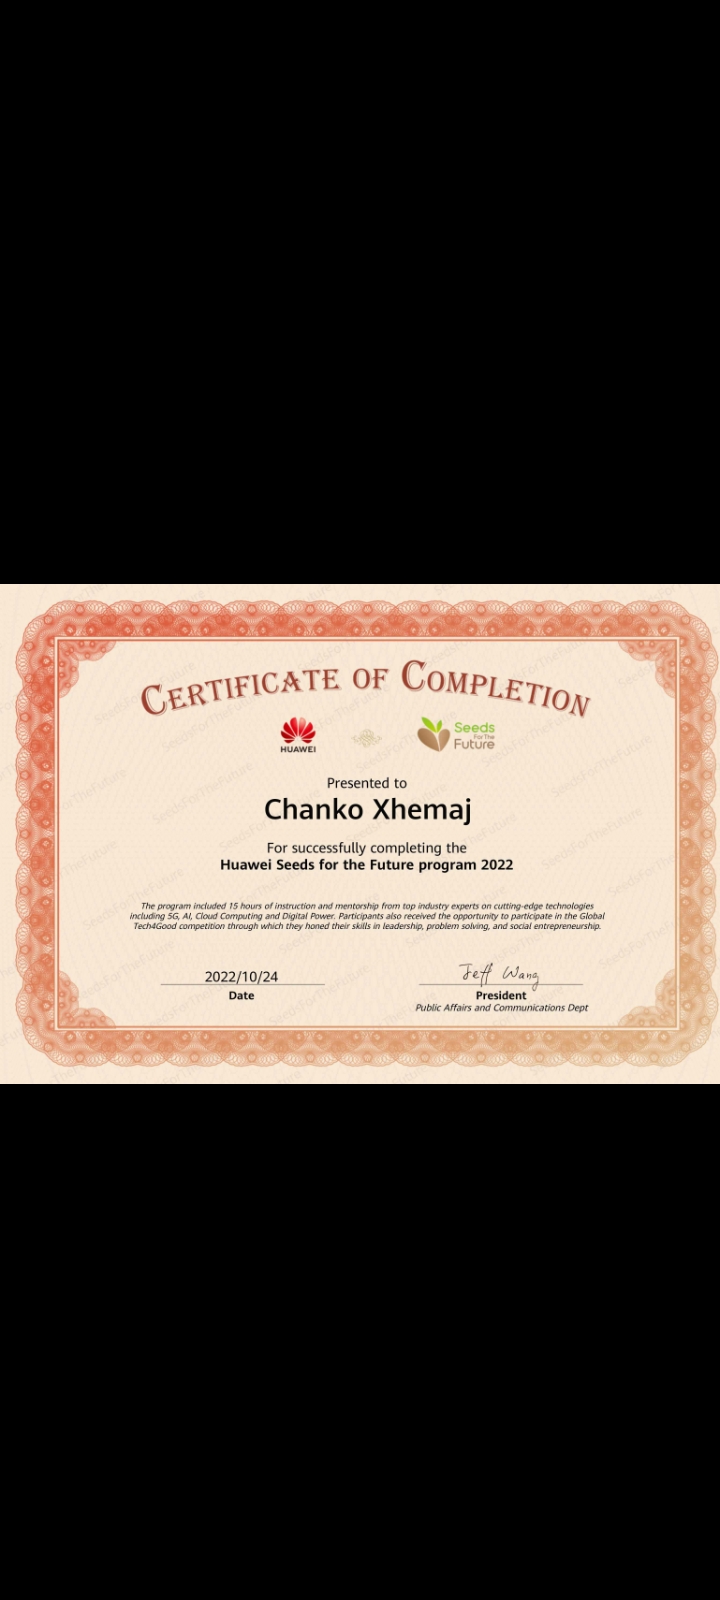 CERTIFICATE OF COMPLETION
HUAWEI
Seeds
For The
Future
Presented to
Chanko Xhemaj
For successfully completing the
Huawei Seeds for the Future program 2022
The program included 15 hours of instruction and mentorship from top industry experts on cutting-edge technologies
including 5G, AI, Cloud Computing and Digital Power. Participants also received the opportunity to participate in the Global
Tech4Good competition through which they honed their skills in leadership, problem solving, and social entrepreneurship.
2022/10/24
Date
Jeff Wang
President
Public Affairs and Communications Dept